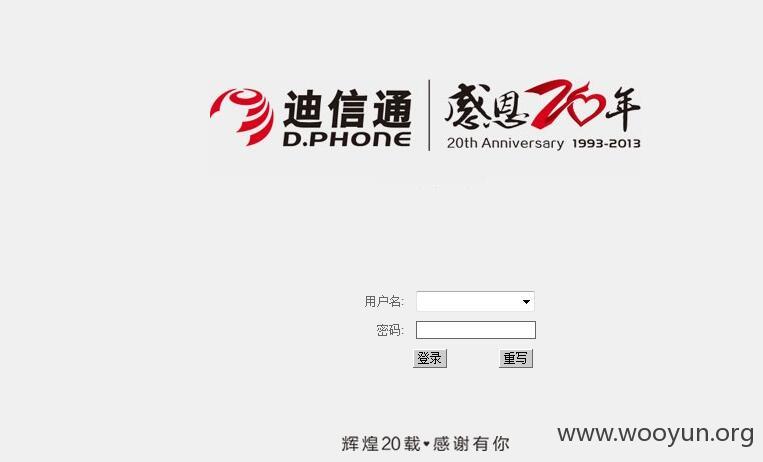 迪信通
D.PHONE
感恩20年
20th Anniversary 1993-2013
用户名:
密码:
登录 重写
辉煌20载♥感谢有你
www.wooyun.org